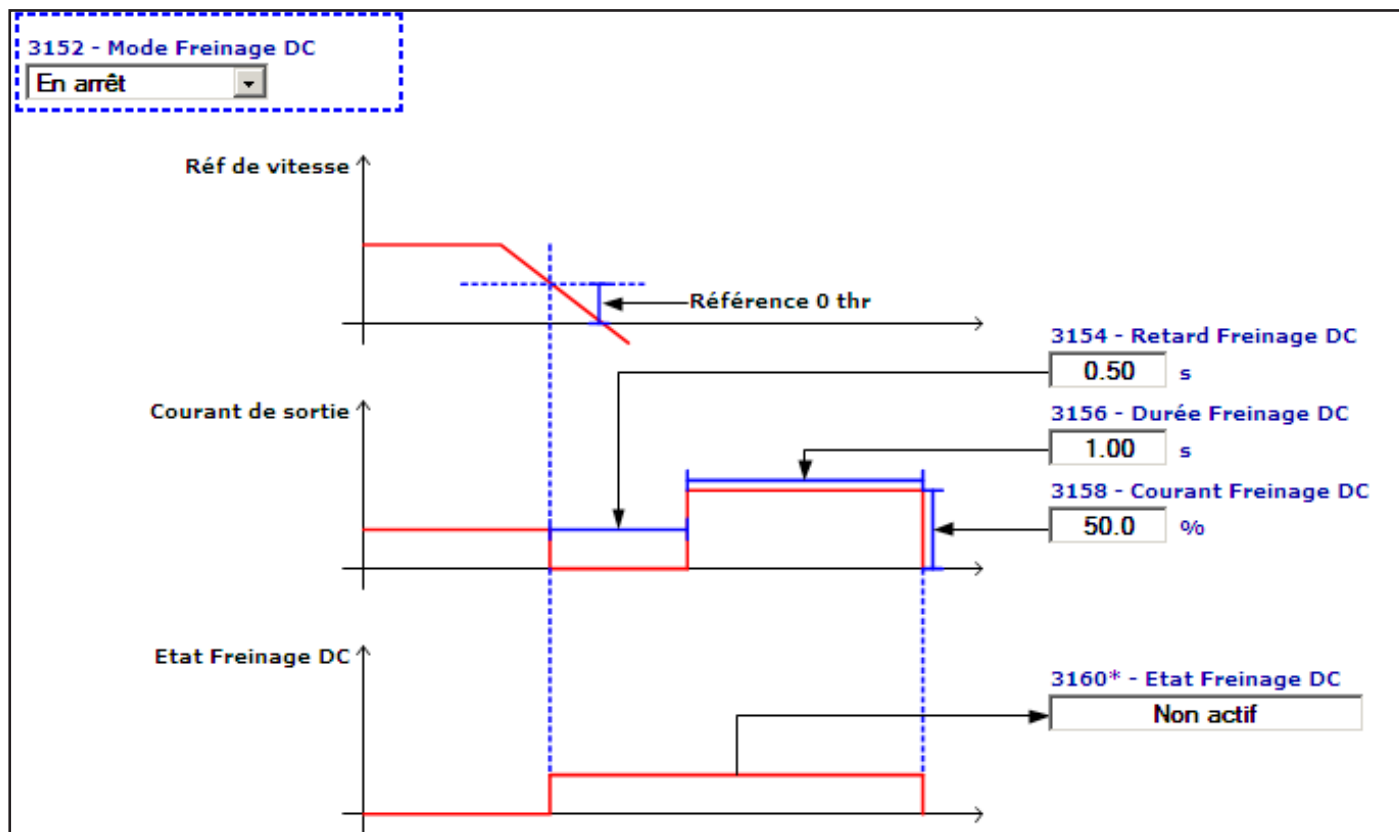 3152 - Mode Freinage DC
En arrêt
Réf de vitesse
Référence 0 thr
3154 - Retard Freinage DC
0.50 s
Courant de sortie
3156 - Durée Freinage DC
1.00 s
3158 - Courant Freinage DC
50.0 %
Etat Freinage DC
3160* - Etat Freinage DC
Non actif